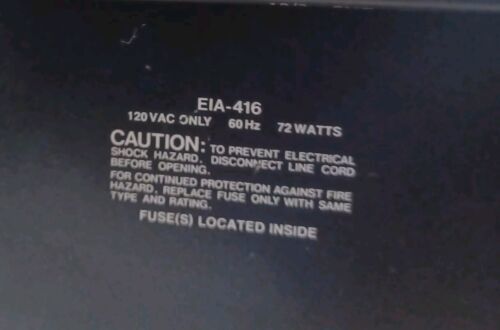 EIA-416
120 VAC ONLY 60 Hz 72 WATTS
CAUTION: TO PREVENT ELECTRICAL
SHOCK HAZARD, DISCONNECT LINE CORD
BEFORE OPENING.
FOR CONTINUED PROTECTION AGAINST FIRE
HAZARD, REPLACE FUSE ONLY WITH SAME
TYPE AND RATING.
FUSE(S) LOCATED INSIDE